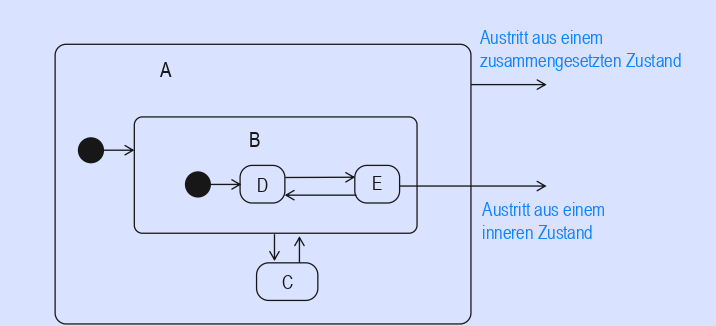 Austritt aus einem
zusammengesetzten Zustand
A
B
D
E
Austritt aus einem
inneren Zustand
C